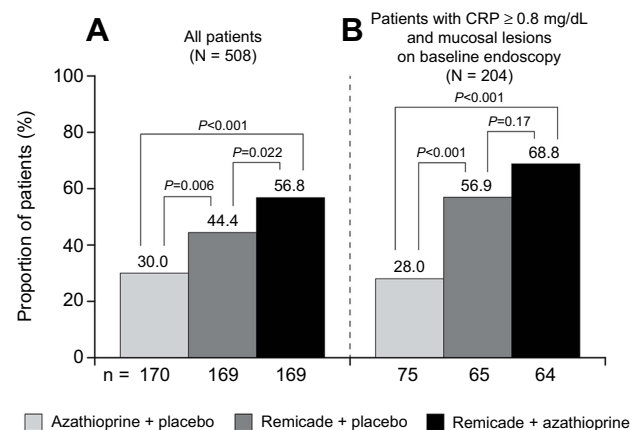 A
All patients
(N = 508)
B
Patients with CRP ≥ 0.8 mg/dL
and mucosal lesions
on baseline endoscopy
(N = 204)
Proportion of patients (%)
100
80
60
40
20
0
P<0.001
P=0.006
P=0.022
30.0
44.4
56.8
P<0.001
P<0.001
P=0.17
28.0
56.9
68.8
n = 170 169 169 75 65 64
Azathioprine + placebo Remicade + placebo Remicade + azathioprine